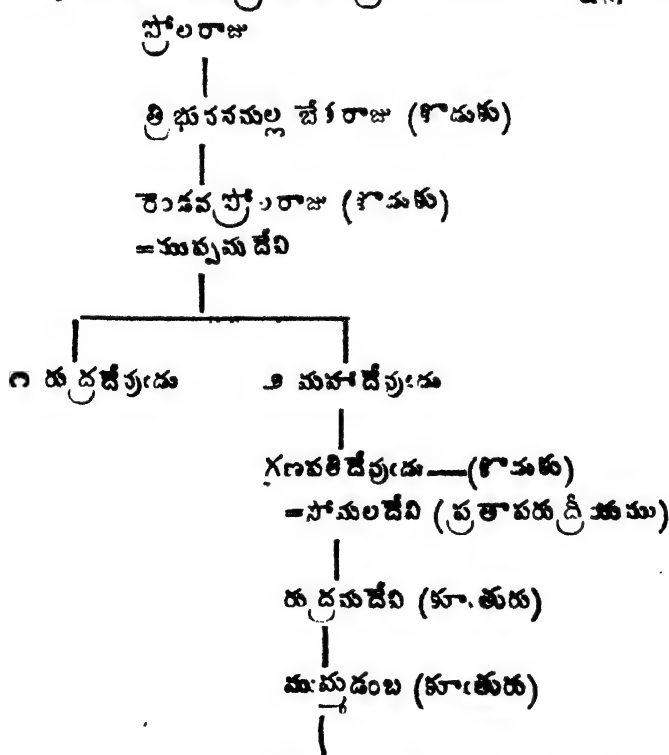 ప్రోలరాజు
త్రిభువనమల్ల బేతరాజు (కొడుకు)
రెండవ ప్రోలరాజు (కొడుకు)
=ముప్పమదేవి
౧ రుద్రదేవుఁడు ౨ మహాదేవుఁడు
గణపతిదేవుఁడు—(కొడుకు)
=సోమలదేవి (ప్రతాపరుద్రీయము)
రుద్రమదేవి (కూఁతురు)
ముమ్మడంబ (కూఁతురు)